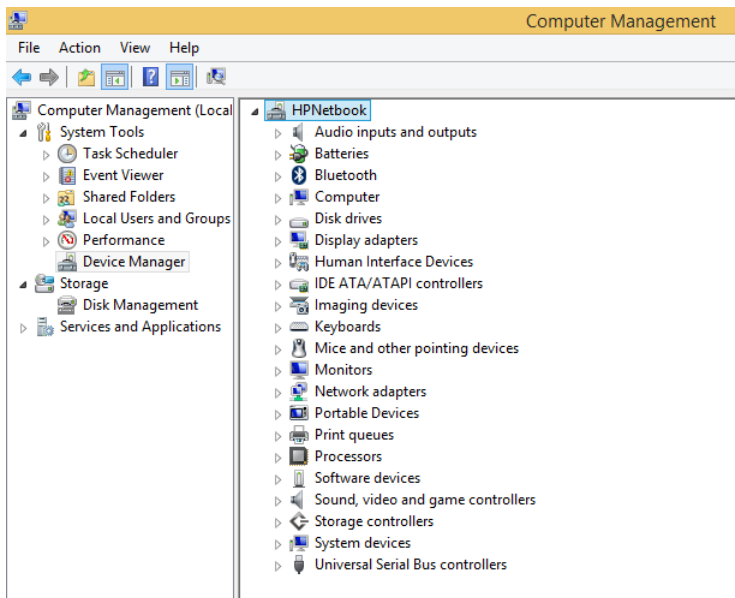 Computer Management
File Action View Help
Computer Management (Local
System Tools
Task Scheduler
Event Viewer
Shared Folders
Local Users and Groups
Performance
Device Manager
Storage
Disk Management
Services and Applications
HPNetbook
Audio inputs and outputs
Batteries
Bluetooth
Computer
Disk drives
Display adapters
Human Interface Devices
IDE ATA/ATAPI controllers
Imaging devices
Keyboards
Mice and other pointing devices
Monitors
Network adapters
Portable Devices
Print queues
Processors
Software devices
Sound, video and game controllers
Storage controllers
System devices
Universal Serial Bus controllers